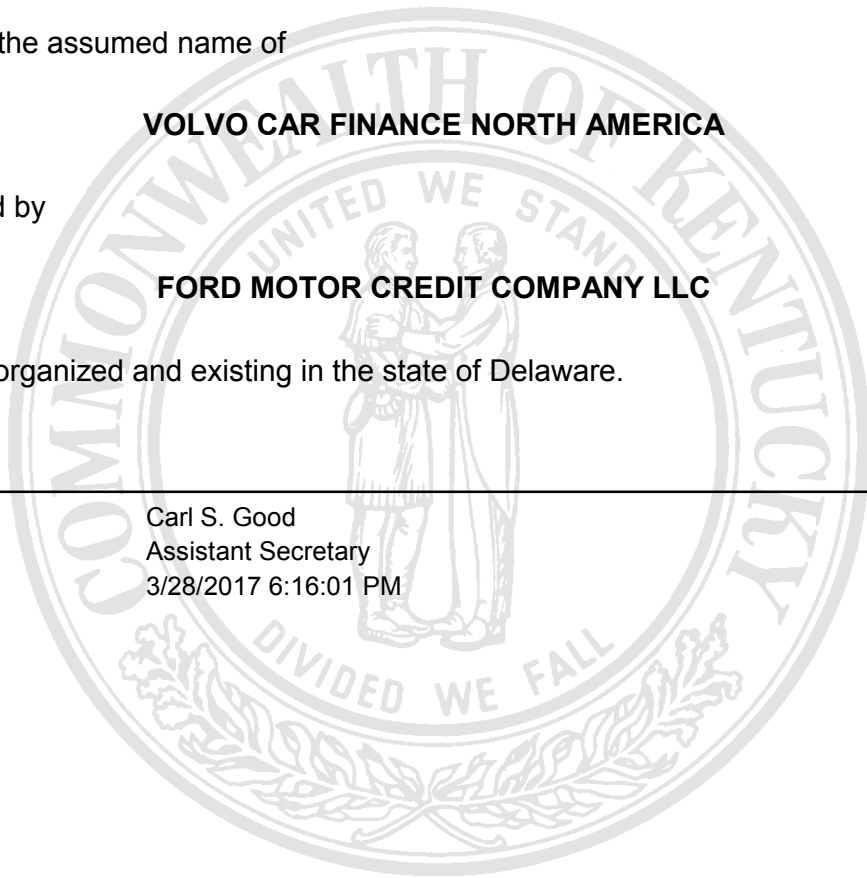 the assumed name of
VOLVO CAR FINANCE NORTH AMERICA
d by
FORD MOTOR CREDIT COMPANY LLC
organized and existing in the state of Delaware.
Carl S. Good
Assistant Secretary
3/28/2017 6:16:01 PM
COMMONWEALTH OF KENTUCKY
UNITED WE STAND
DIVIDED WE FALL